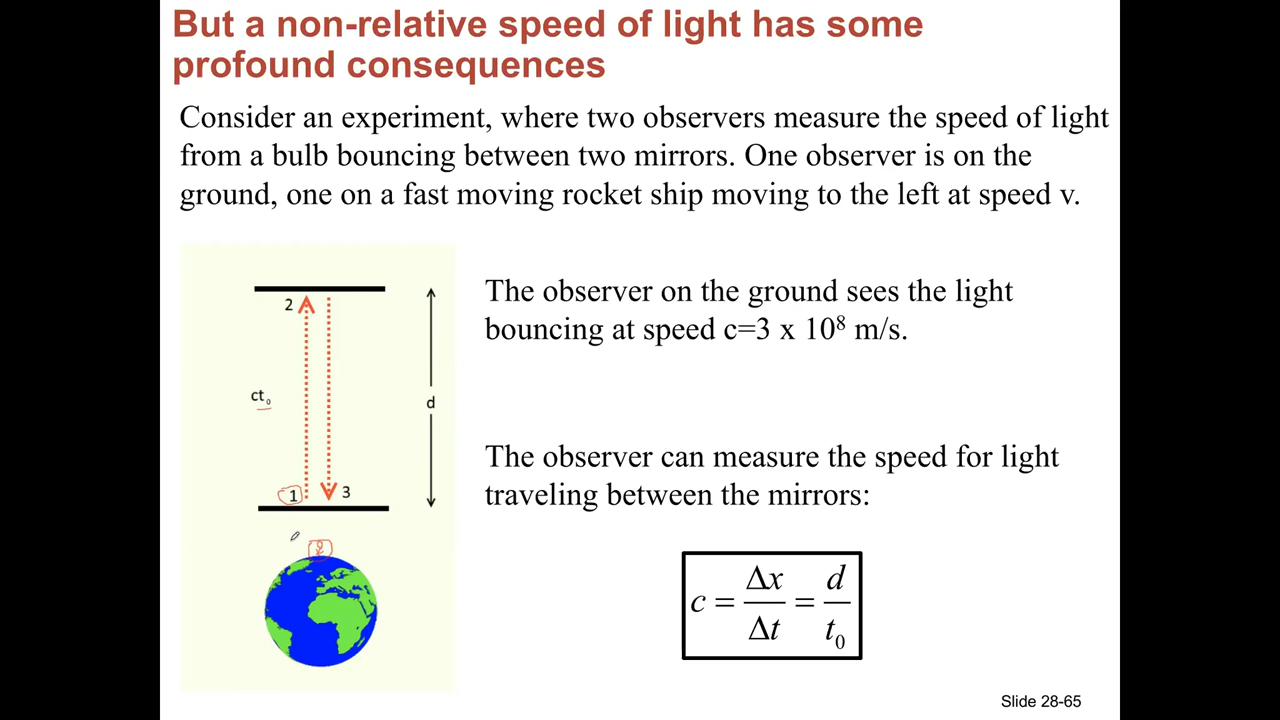 But a non-relative speed of light has some
profound consequences
Consider an experiment, where two observers measure the speed of light
from a bulb bouncing between two mirrors. One observer is on the
ground, one on a fast moving rocket ship moving to the left at speed v.
The observer on the ground sees the light
bouncing at speed c=3 x 10⁸ m/s.
2
ct₀
d
1
3
The observer can measure the speed for light
traveling between the mirrors:
c = Δx/Δt = d/t₀
Slide 28-65